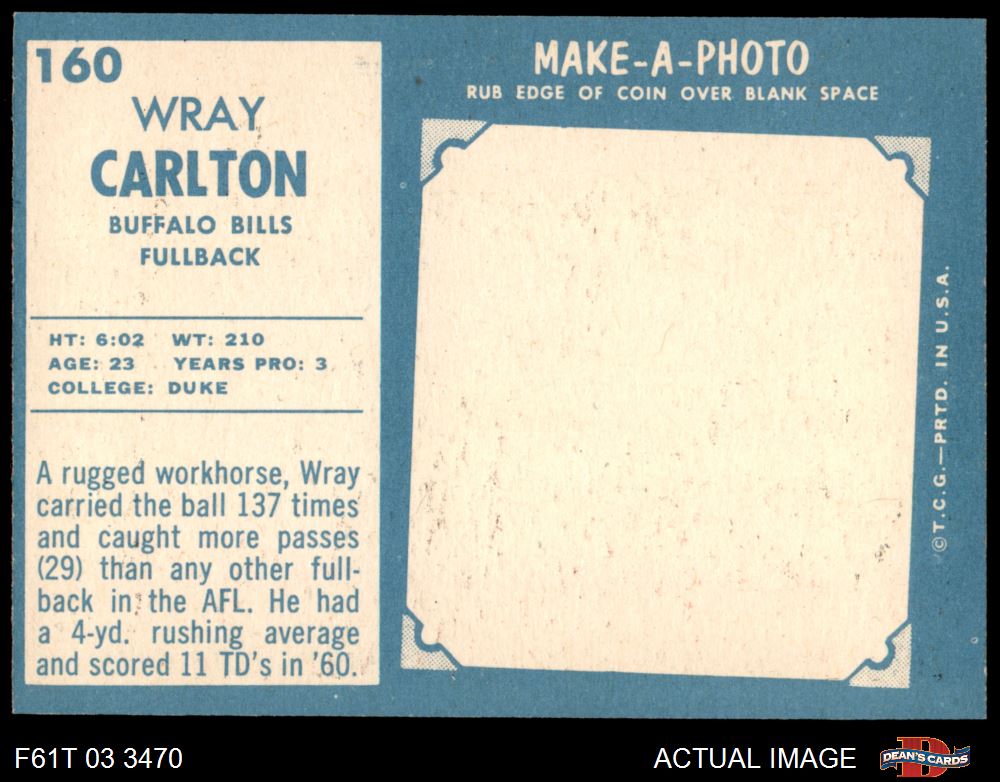 160
WRAY
CARLTON
BUFFALO BILLS
FULLBACK
HT: 6:02 WT: 210
AGE: 23 YEARS PRO: 3
COLLEGE: DUKE
A rugged workhorse, Wray
carried the ball 137 times
and caught more passes
(29) than any other full-
back in the AFL. He had
a 4-yd. rushing average
and scored 11 TD's in '60.
MAKE-A-PHOTO
RUB EDGE OF COIN OVER BLANK SPACE
©T.C.G.—PRTD. IN U.S.A.
F61T 03 3470
ACTUAL IMAGE
DEAN'S CARDS